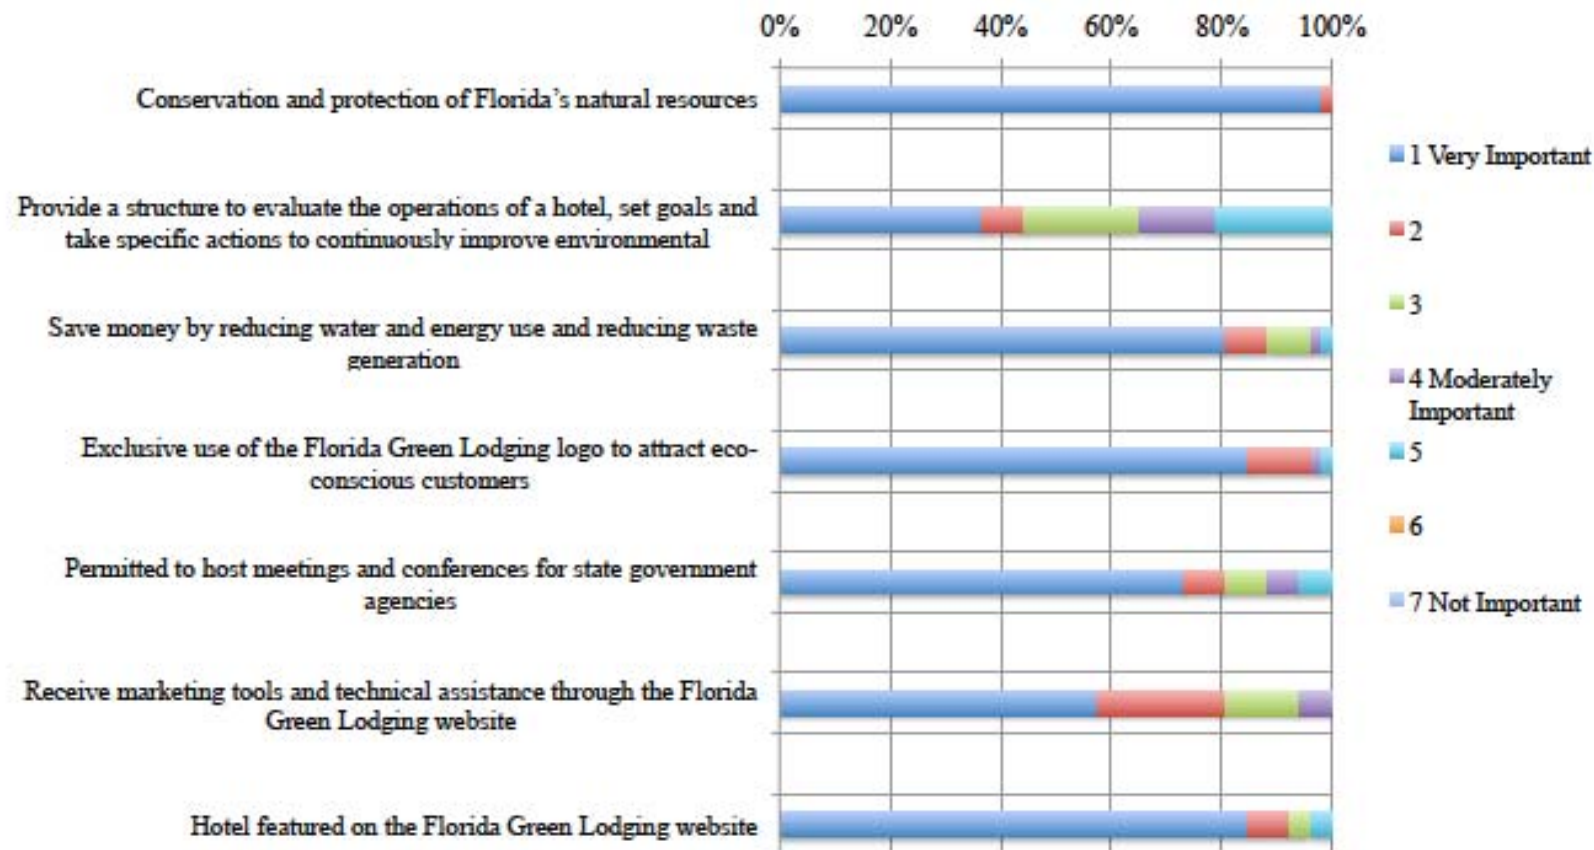 0% 20% 40% 60% 80% 100%
Conservation and protection of Florida's natural resources
Provide a structure to evaluate the operations of a hotel, set goals and
take specific actions to continuously improve environmental
Save money by reducing water and energy use and reducing waste
generation
Exclusive use of the Florida Green Lodging logo to attract eco-
conscious customers
Permitted to host meetings and conferences for state government
agencies
Receive marketing tools and technical assistance through the Florida
Green Lodging website
Hotel featured on the Florida Green Lodging website
1 Very Important
2
3
4 Moderately
Important
5
6
7 Not Important